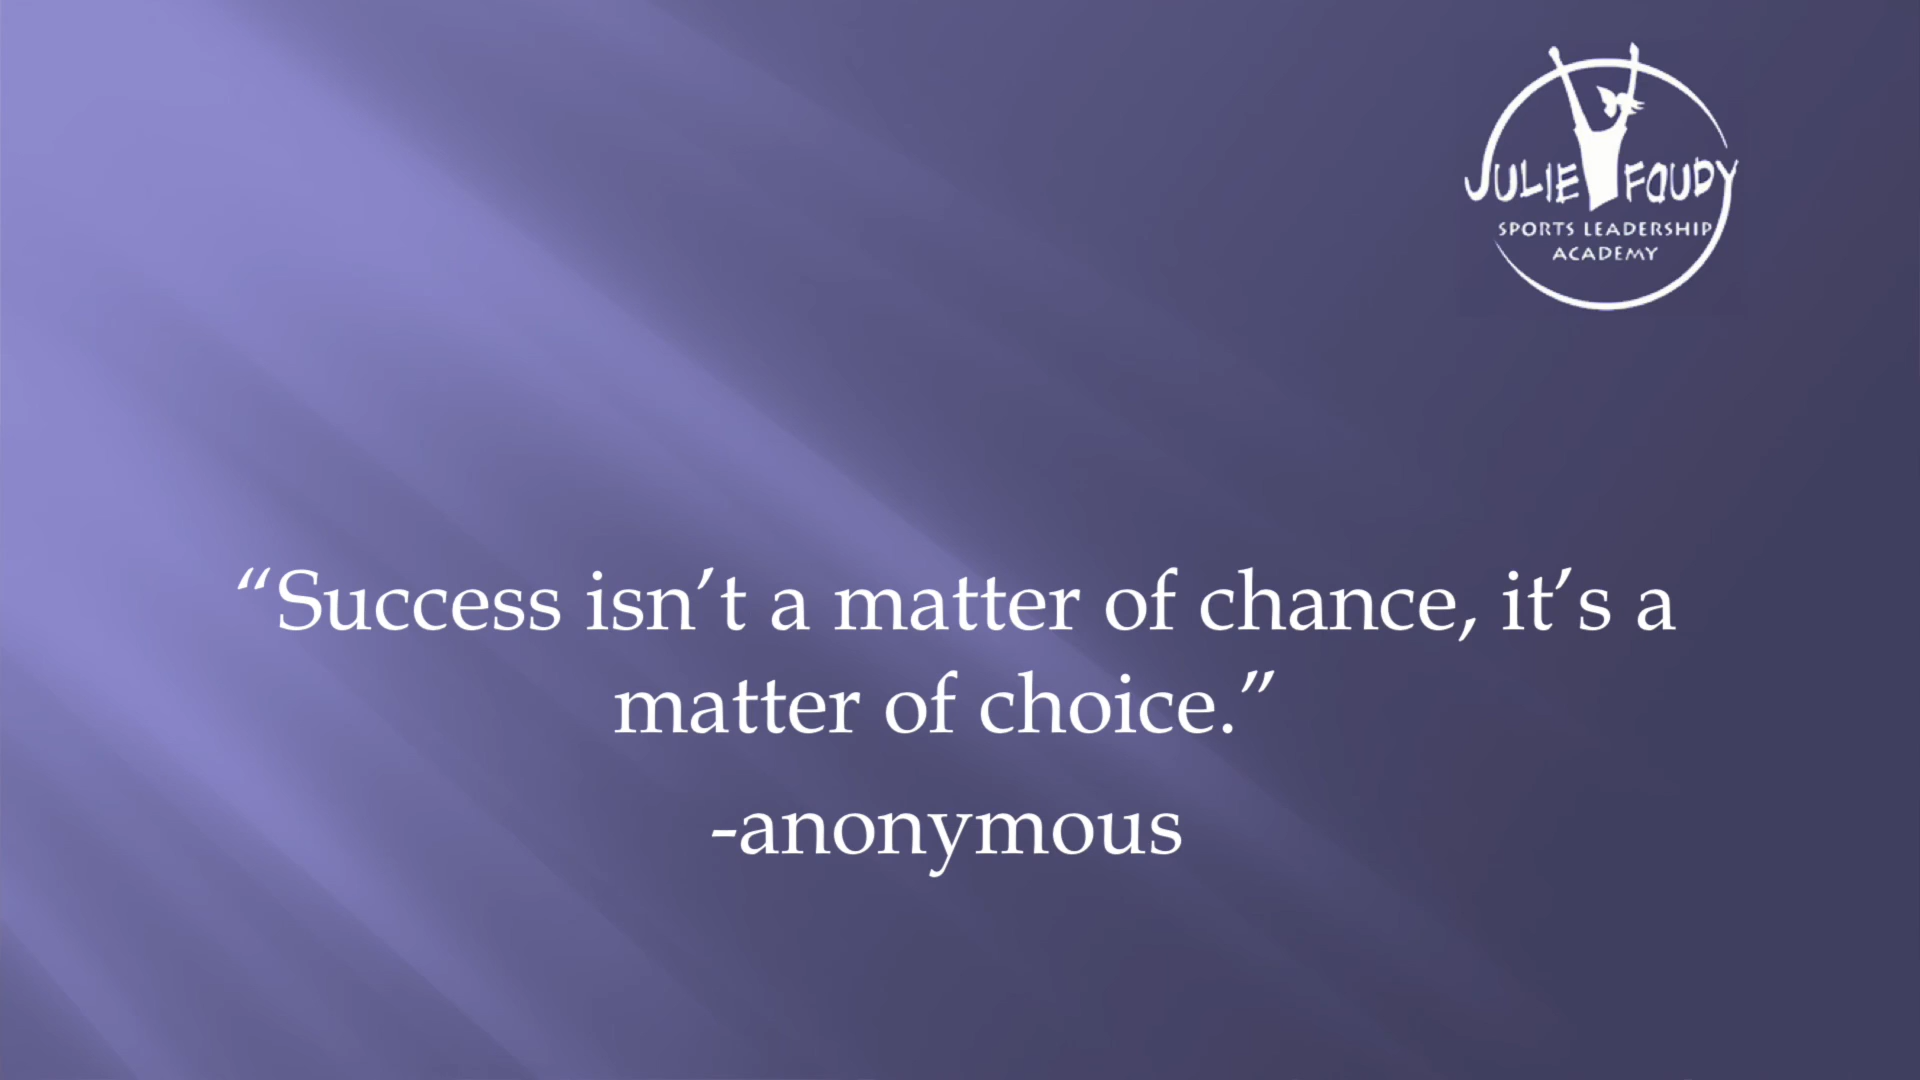 JULIE FOUDY
SPORTS LEADERSHIP
ACADEMY
“Success isn’t a matter of chance, it’s a
matter of choice.”
-anonymous